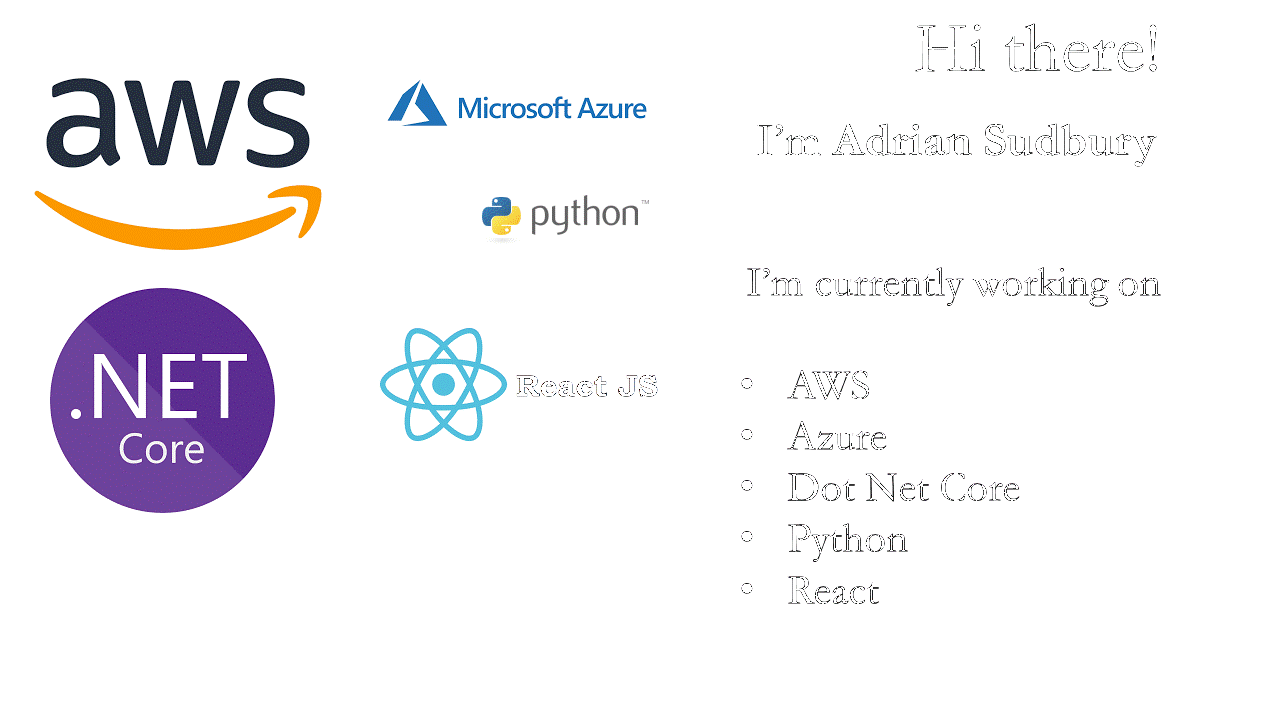 aws
Microsoft Azure
python™
.NET
Core
React JS
Hi there!
I’m Adrian Sudbury
I’m currently working on
• AWS
• Azure
• Dot Net Core
• Python
• React